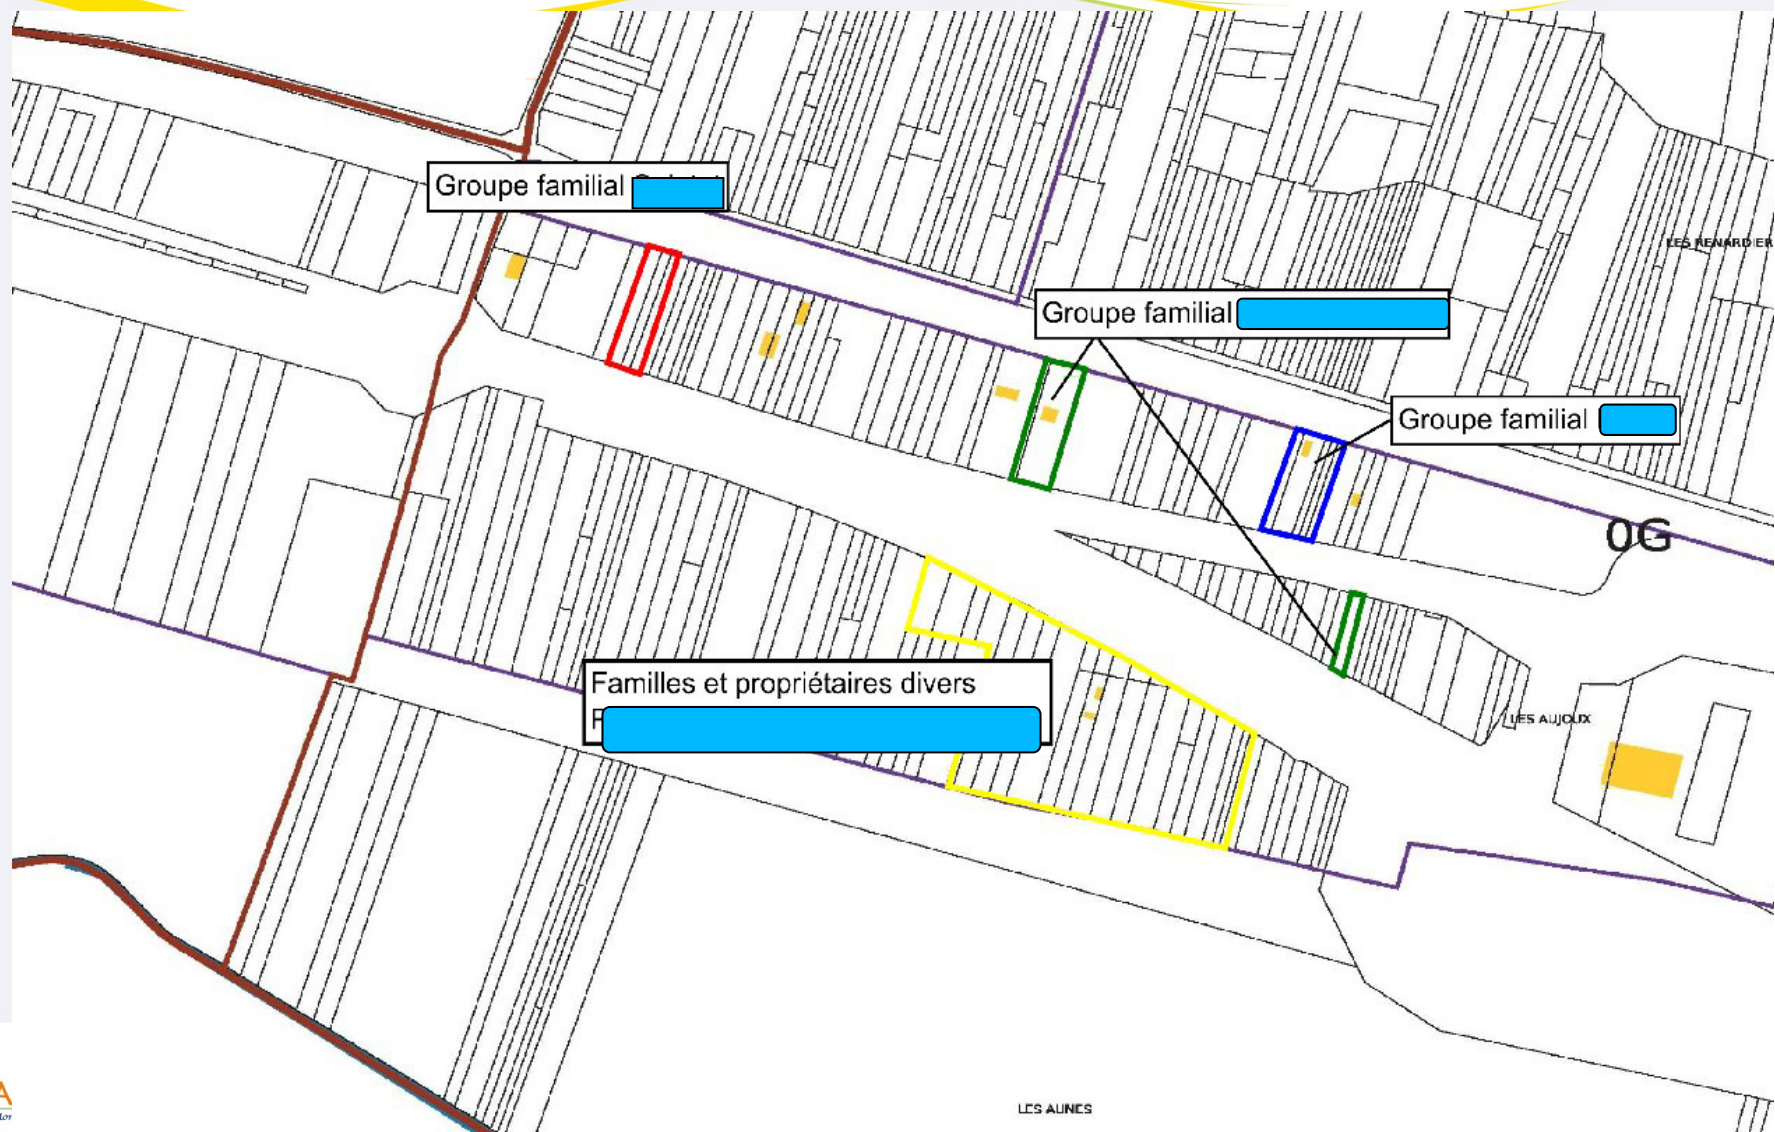 Groupe familial
LES RENARDIER
Groupe familial
Groupe familial
0G
Familles et propriétaires divers
LES AUJOUX
LES AUNES